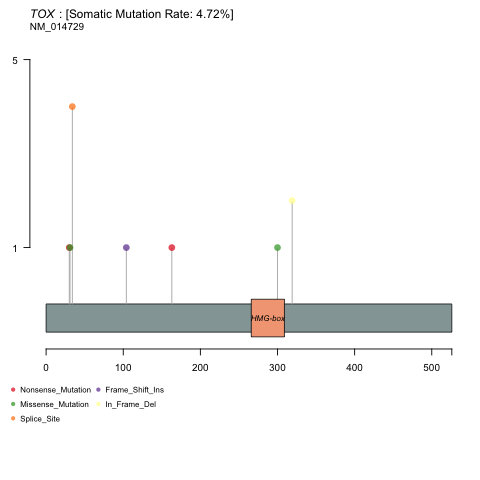 TOX : [Somatic Mutation Rate: 4.72%]
NM_014729
5
1
HMG-box
0 100 200 300 400 500
Nonsense_Mutation Frame_Shift_Ins
Missense_Mutation In_Frame_Del
Splice_Site